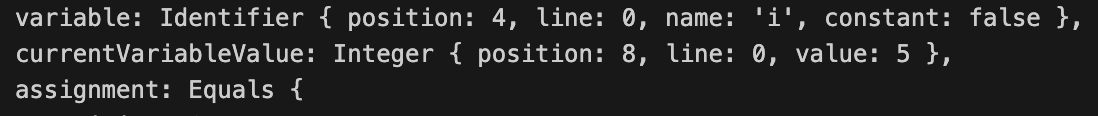 variable: Identifier { position: 4, line: 0, name: 'i', constant: false },
currentVariableValue: Integer { position: 8, line: 0, value: 5 },
assignment: Equals {